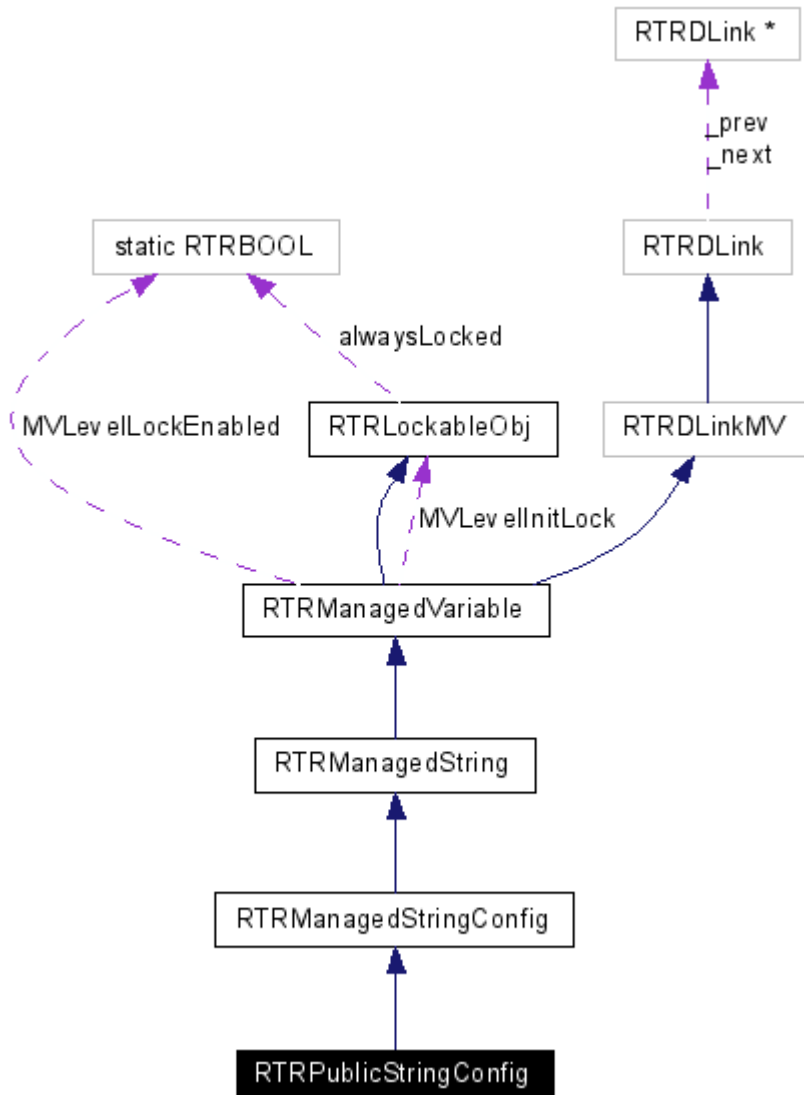 RTRDLink *
_prev
_next
static RTRBOOL
RTRDLink
alwaysLocked
MVLevelLockEnabled
RTRLockableObj
RTRDLinkMV
MVLevelInitLock
RTRManagedVariable
RTRManagedString
RTRManagedStringConfig
RTRPublicStringConfig